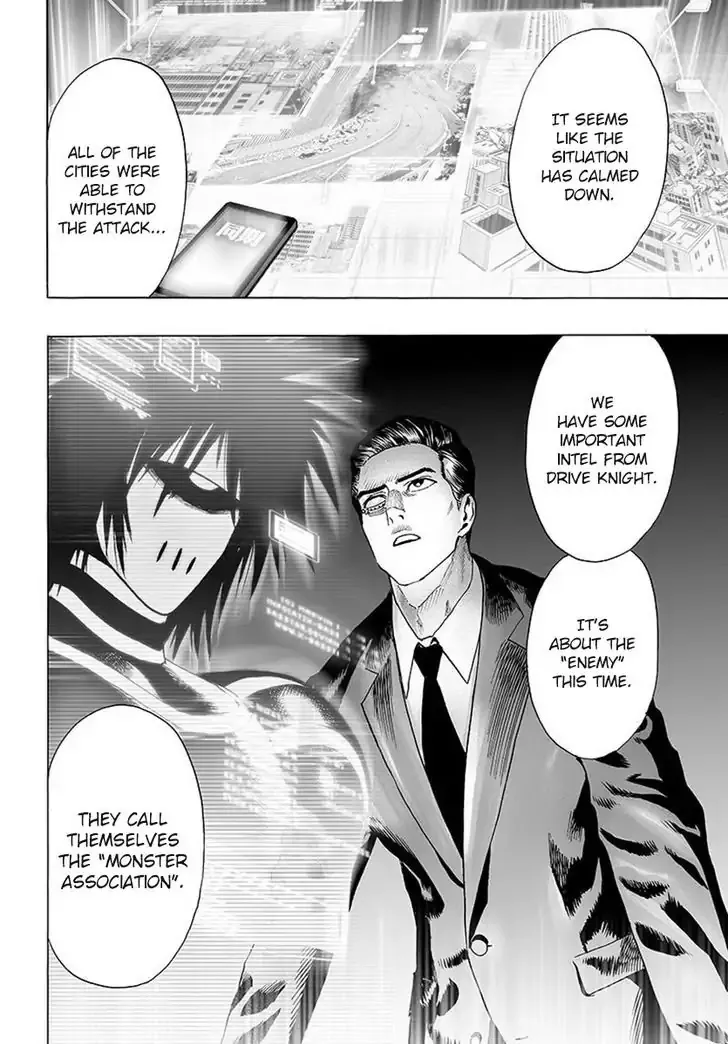 IT SEEMS
LIKE THE
SITUATION
HAS CALMED
DOWN.
ALL OF THE
CITIES WERE
ABLE TO
WITHSTAND
THE ATTACK...
同期
WE
HAVE SOME
IMPORTANT
INTEL FROM
DRIVE KNIGHT.
IT'S
ABOUT THE
"ENEMY"
THIS TIME.
THEY CALL
THEMSELVES
THE "MONSTER
ASSOCIATION".